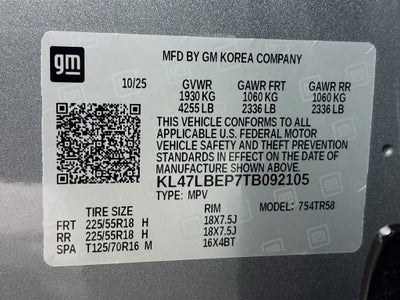 gm
MFD BY GM KOREA COMPANY
10/25 GVWR GAWR FRT GAWR RR
1930 KG 1060 KG 1060 KG
4255 LB 2336 LB 2336 LB
THIS VEHICLE CONFORMS TO ALL
APPLICABLE U.S. FEDERAL MOTOR
VEHICLE SAFETY AND THEFT PREVENTION
STANDARDS IN EFFECT ON THE DATE OF
MANUFACTURE SHOWN ABOVE.
KL47LBEP7TB092105
TYPE: MPV MODEL: 754TR58
TIRE SIZE RIM
FRT 225/55R18 H 18X7.5J
RR 225/55R18 H 18X7.5J
SPA T125/70R16 M 16X4BT